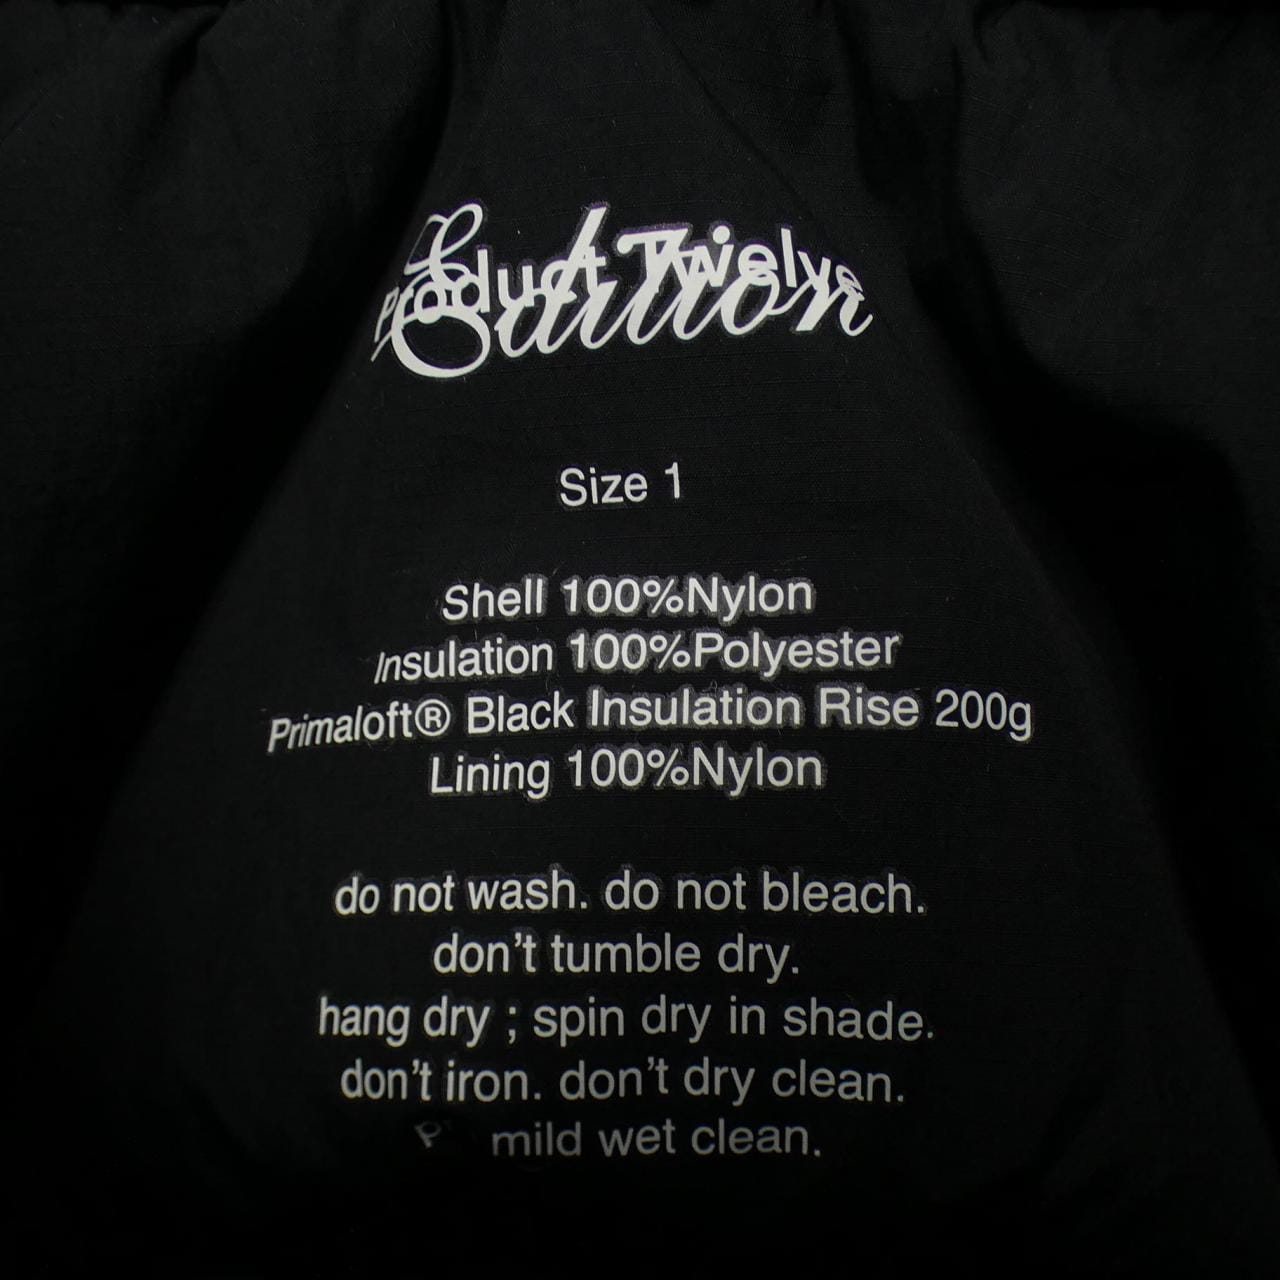 Product Twelve
Edition
Size 1
Shell 100%Nylon
Insulation 100%Polyester
Primaloft® Black Insulation Rise 200g
Lining 100%Nylon
do not wash. do not bleach.
don't tumble dry.
hang dry ; spin dry in shade.
don't iron. don't dry clean.
P mild wet clean.